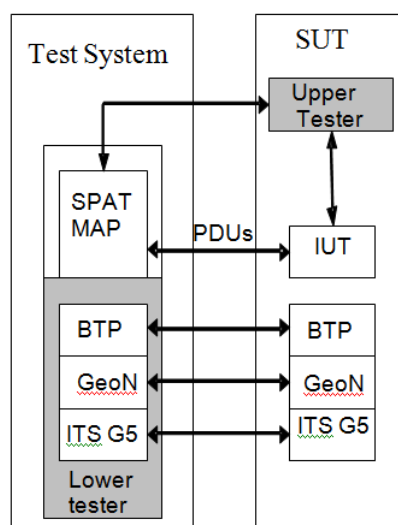 Test System
SPAT
MAP
BTP
GeoN
ITS G5
Lower
tester
PDUs
SUT
Upper
Tester
IUT
BTP
GeoN
ITS G5